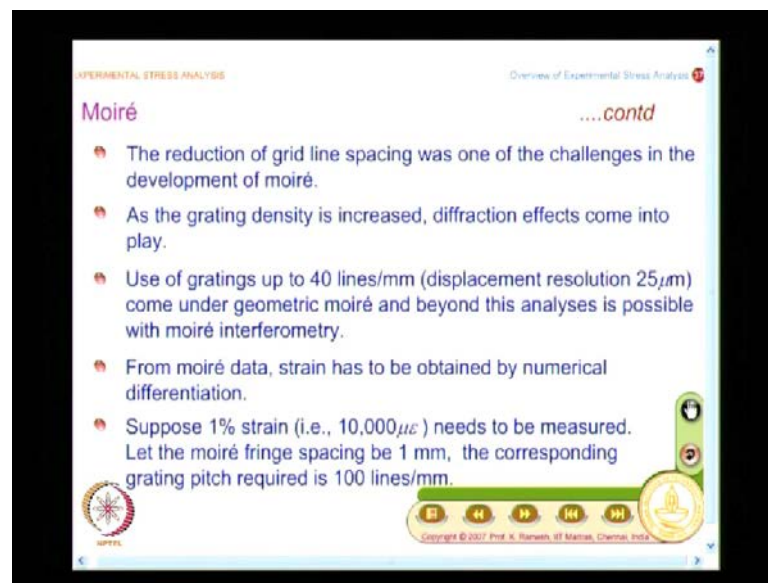 EXPERIMENTAL STRESS ANALYSIS
Overview of Experimental Stress Analysis 37
Moiré
....contd
The reduction of grid line spacing was one of the challenges in the
development of moiré.
As the grating density is increased, diffraction effects come into
play.
Use of gratings up to 40 lines/mm (displacement resolution 25μm)
come under geometric moiré and beyond this analyses is possible
with moiré interferometry.
From moiré data, strain has to be obtained by numerical
differentiation.
Suppose 1% strain (i.e., 10,000με ) needs to be measured.
Let the moiré fringe spacing be 1 mm, the corresponding
grating pitch required is 100 lines/mm.
NPTEL
Copyright © 2007 Prof. K. Ramesh, IIT Madras, Chennai, India